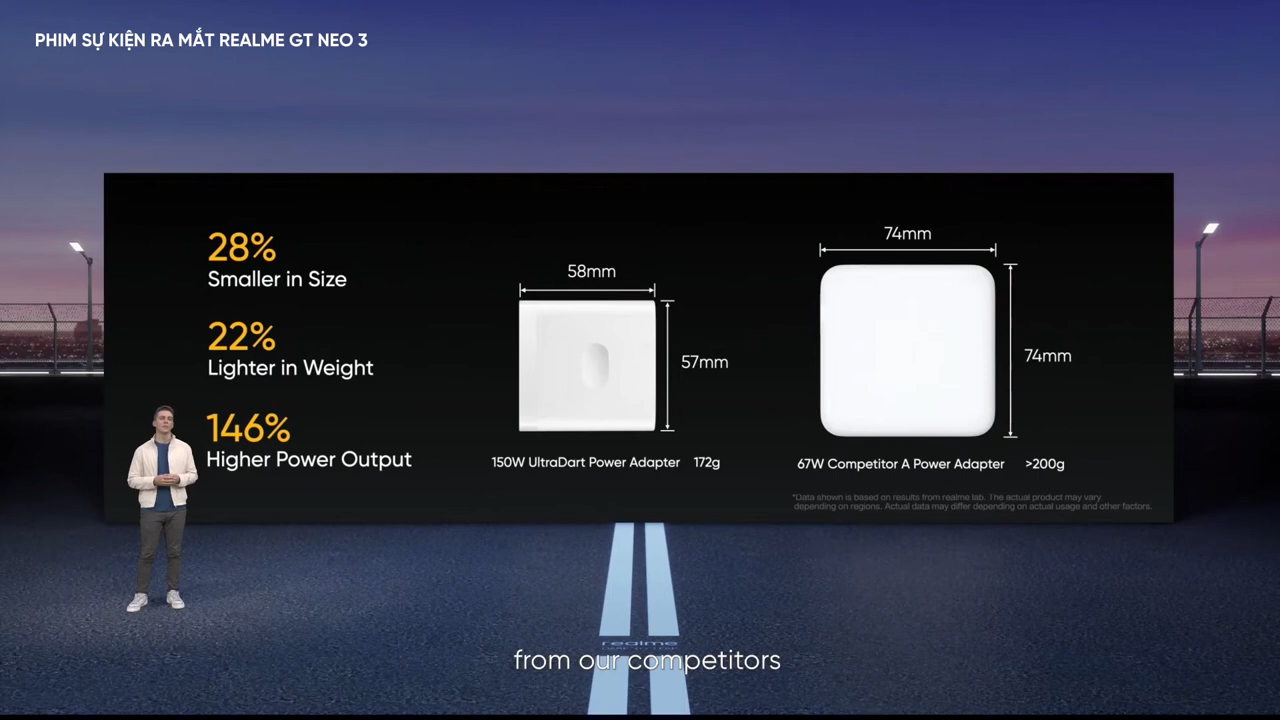 PHIM SỰ KIỆN RA MẮT REALME GT NEO 3
28%
Smaller in Size
22%
Lighter in Weight
146%
Higher Power Output
58mm
57mm
150W UltraDart Power Adapter 172g
74mm
74mm
67W Competitor A Power Adapter >200g
*Data shown is based on results from realme lab. The actual product may vary
depending on regions. Actual data may differ depending on actual usage and other factors.
realme
from our competitors